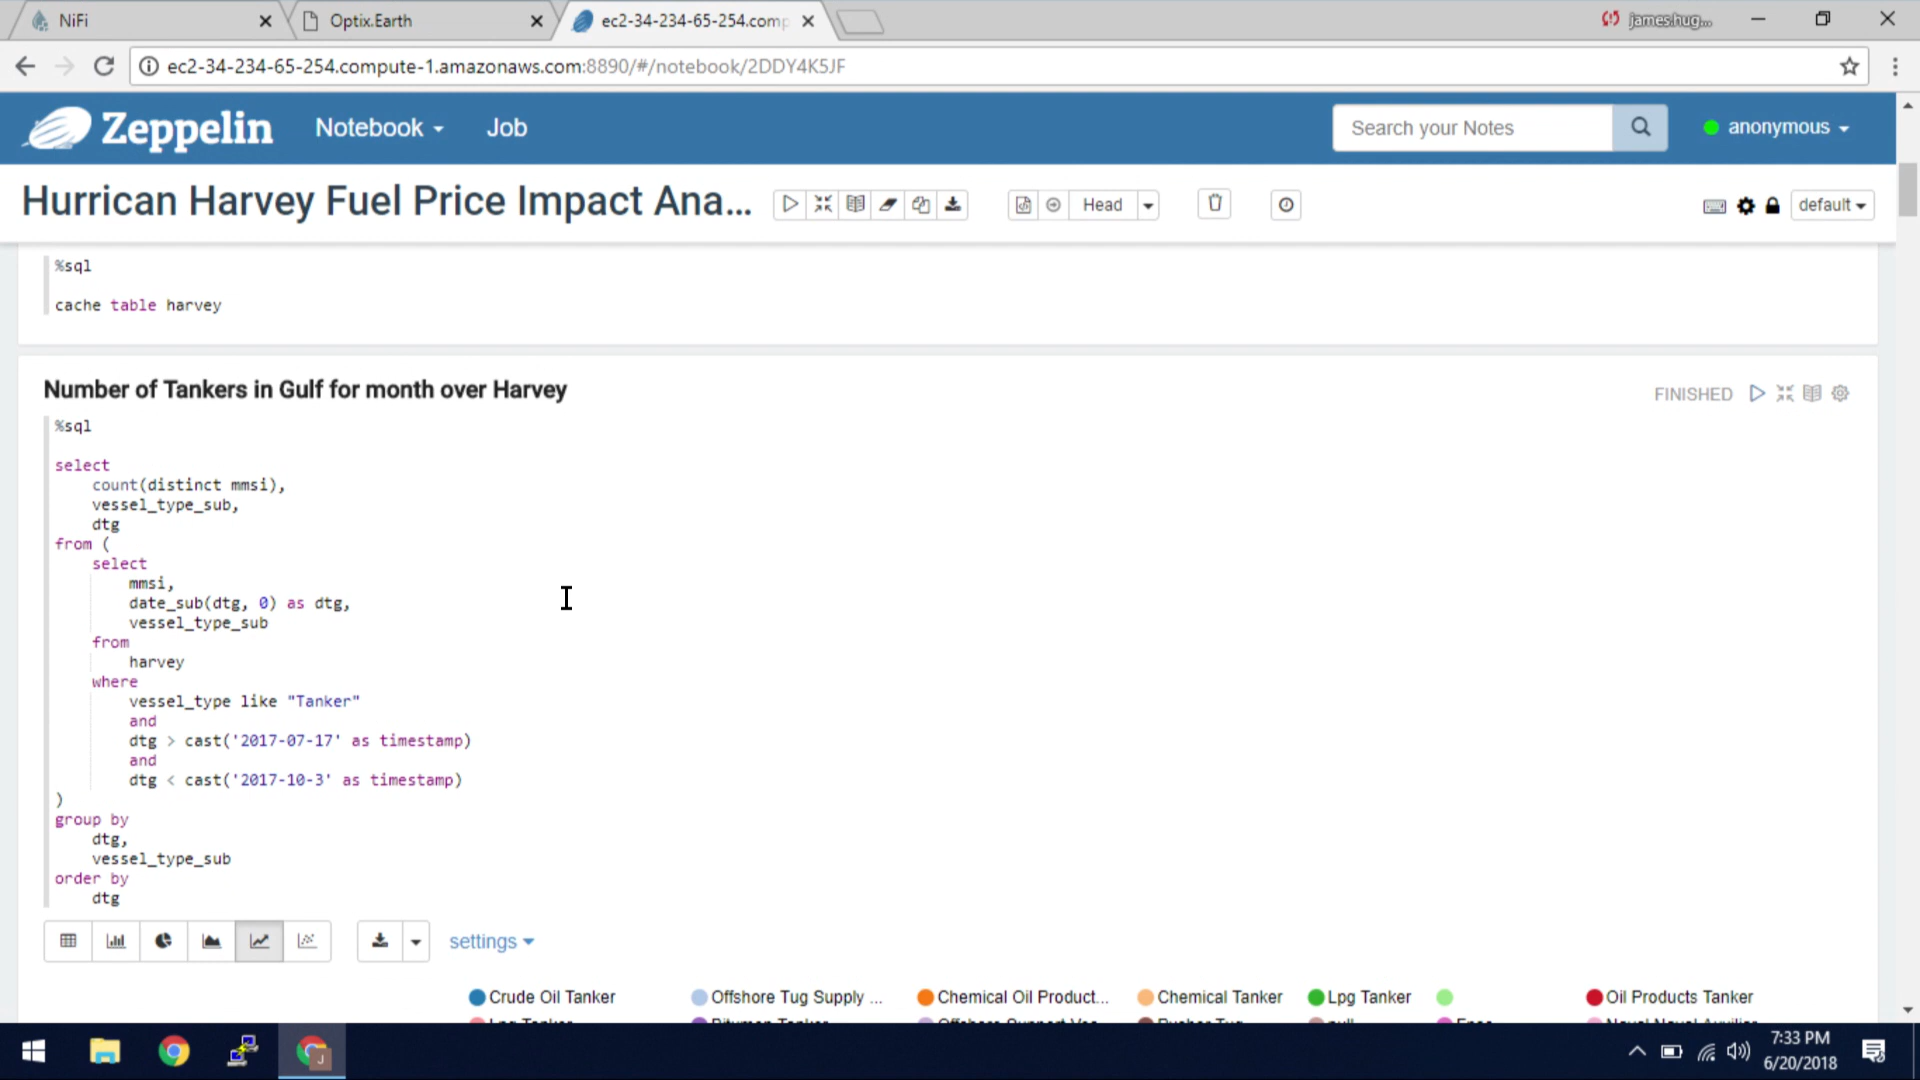 NiFi
Optix.Earth
ec2-34-234-65-254.comp
ec2-34-234-65-254.compute-1.amazonaws.com:8890/#/notebook/2DDY4K5JF
Zeppelin
Notebook
Job
Search your Notes
anonymous
Hurrican Harvey Fuel Price Impact Ana...
Head
default
%sql
cache table harvey
Number of Tankers in Gulf for month over Harvey
FINISHED
%sql
select
count(distinct mmsi),
vessel_type_sub,
dtg
from (
select
mmsi,
date_sub(dtg, 0) as dtg,
vessel_type_sub
from
harvey
where
vessel_type like "Tanker"
and
dtg > cast('2017-07-17' as timestamp)
and
dtg < cast('2017-10-3' as timestamp)
)
group by
dtg,
vessel_type_sub
order by
dtg
settings
Crude Oil Tanker
Offshore Tug Supply ...
Chemical Oil Product...
Chemical Tanker
Lpg Tanker
Oil Products Tanker
7:33 PM
6/20/2018